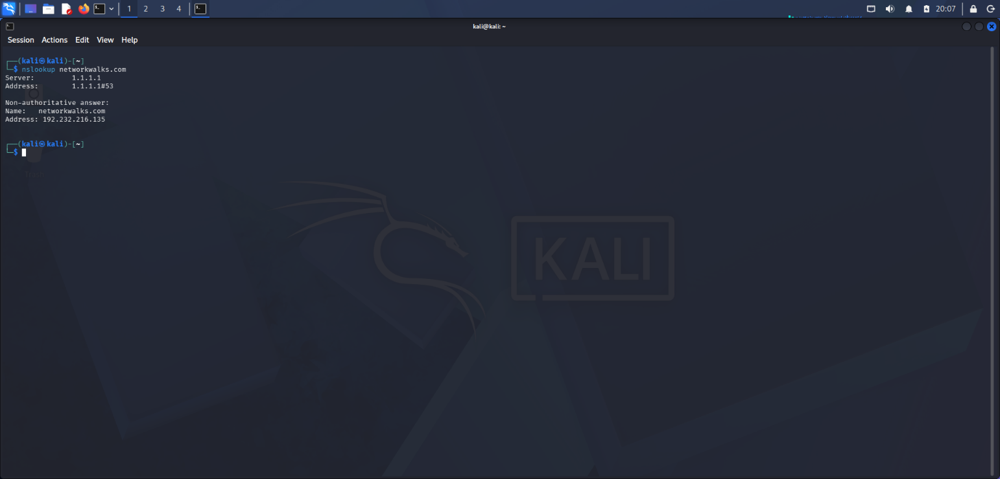 1 2 3 4 20:07
kali@kali: ~
Session Actions Edit View Help
┌──(kali㉿kali)-[~]
└─$ nslookup networkwalks.com
Server:         1.1.1.1
Address:        1.1.1.1#53
Non-authoritative answer:
Name:   networkwalks.com
Address: 192.232.216.135
┌──(kali㉿kali)-[~]
└─$
Trash
KALI